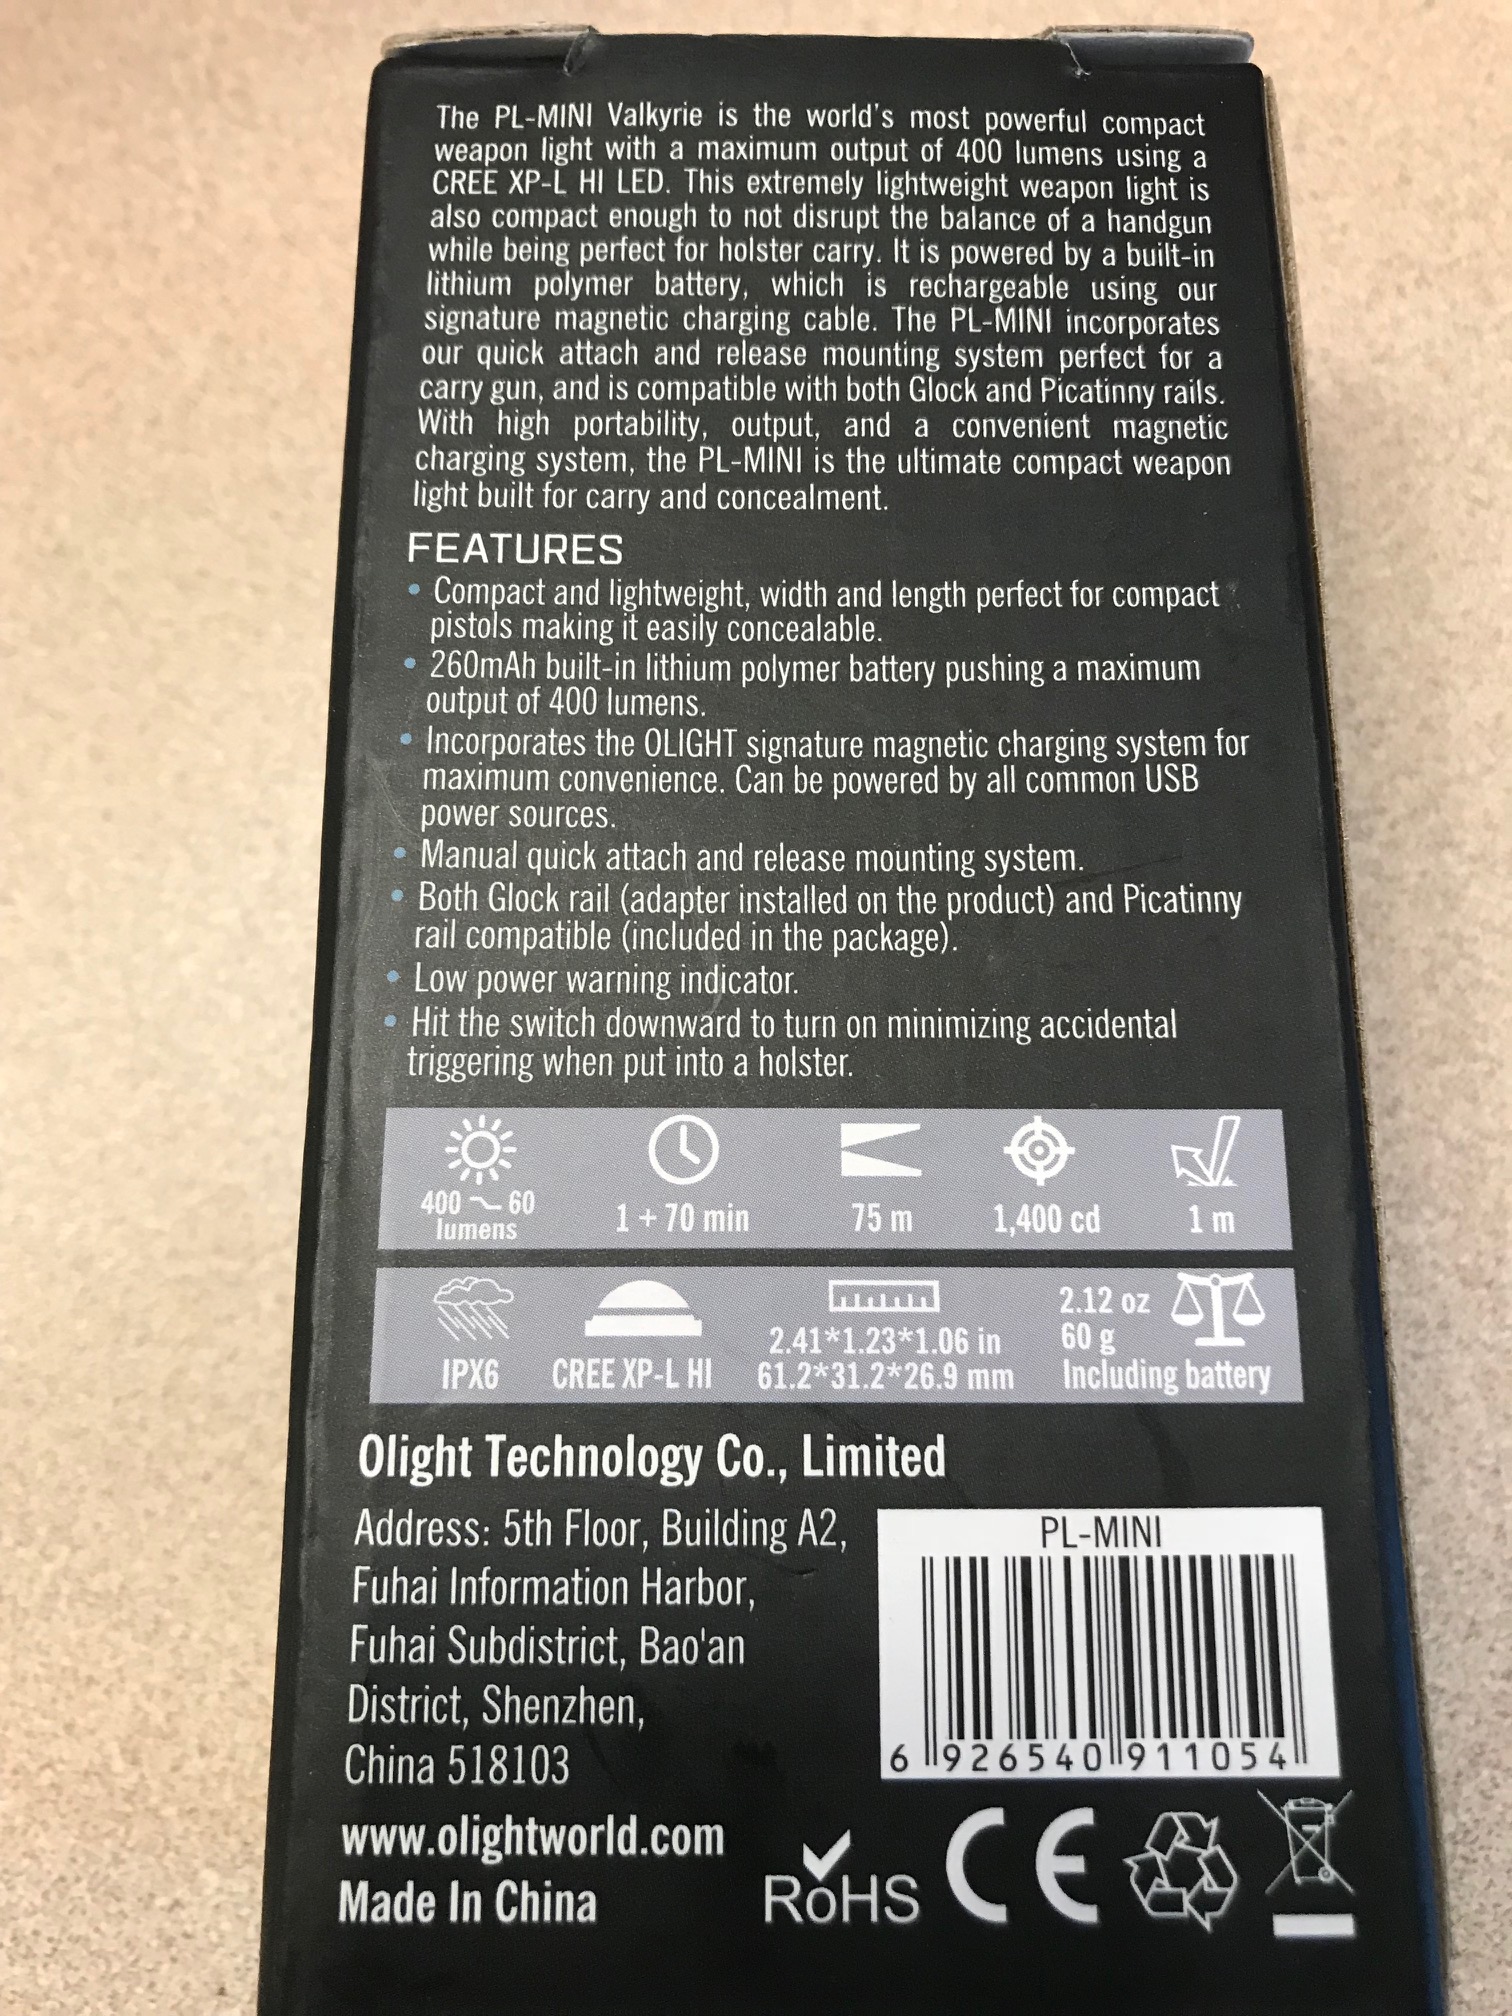 The PL-MINI Valkyrie is the world's most powerful compact
weapon light with a maximum output of 400 lumens using a
CREE XP-L HI LED. This extremely lightweight weapon light is
also compact enough to not disrupt the balance of a handgun
while being perfect for holster carry. It is powered by a built-in
lithium polymer battery, which is rechargeable using our
signature magnetic charging cable. The PL-MINI incorporates
our quick attach and release mounting system perfect for a
carry gun, and is compatible with both Glock and Picatinny rails.
With high portability, output, and a convenient magnetic
charging system, the PL-MINI is the ultimate compact weapon
light built for carry and concealment.
FEATURES
• Compact and lightweight, width and length perfect for compact
pistols making it easily concealable.
• 260mAh built-in lithium polymer battery pushing a maximum
output of 400 lumens.
• Incorporates the OLIGHT signature magnetic charging system for
maximum convenience. Can be powered by all common USB
power sources.
• Manual quick attach and release mounting system.
• Both Glock rail (adapter installed on the product) and Picatinny
rail compatible (included in the package).
• Low power warning indicator.
• Hit the switch downward to turn on minimizing accidental
triggering when put into a holster.
400 ~ 60
lumens
1 + 70 min
75 m
1,400 cd
1 m
IPX6
CREE XP-L HI
2.41*1.23*1.06 in
61.2*31.2*26.9 mm
2.12 oz
60 g
Including battery
Olight Technology Co., Limited
Address: 5th Floor, Building A2,
Fuhai Information Harbor,
Fuhai Subdistrict, Bao'an
District, Shenzhen,
China 518103
www.olightworld.com
Made In China
PL-MINI
6 926540 911054
RoHS
CE